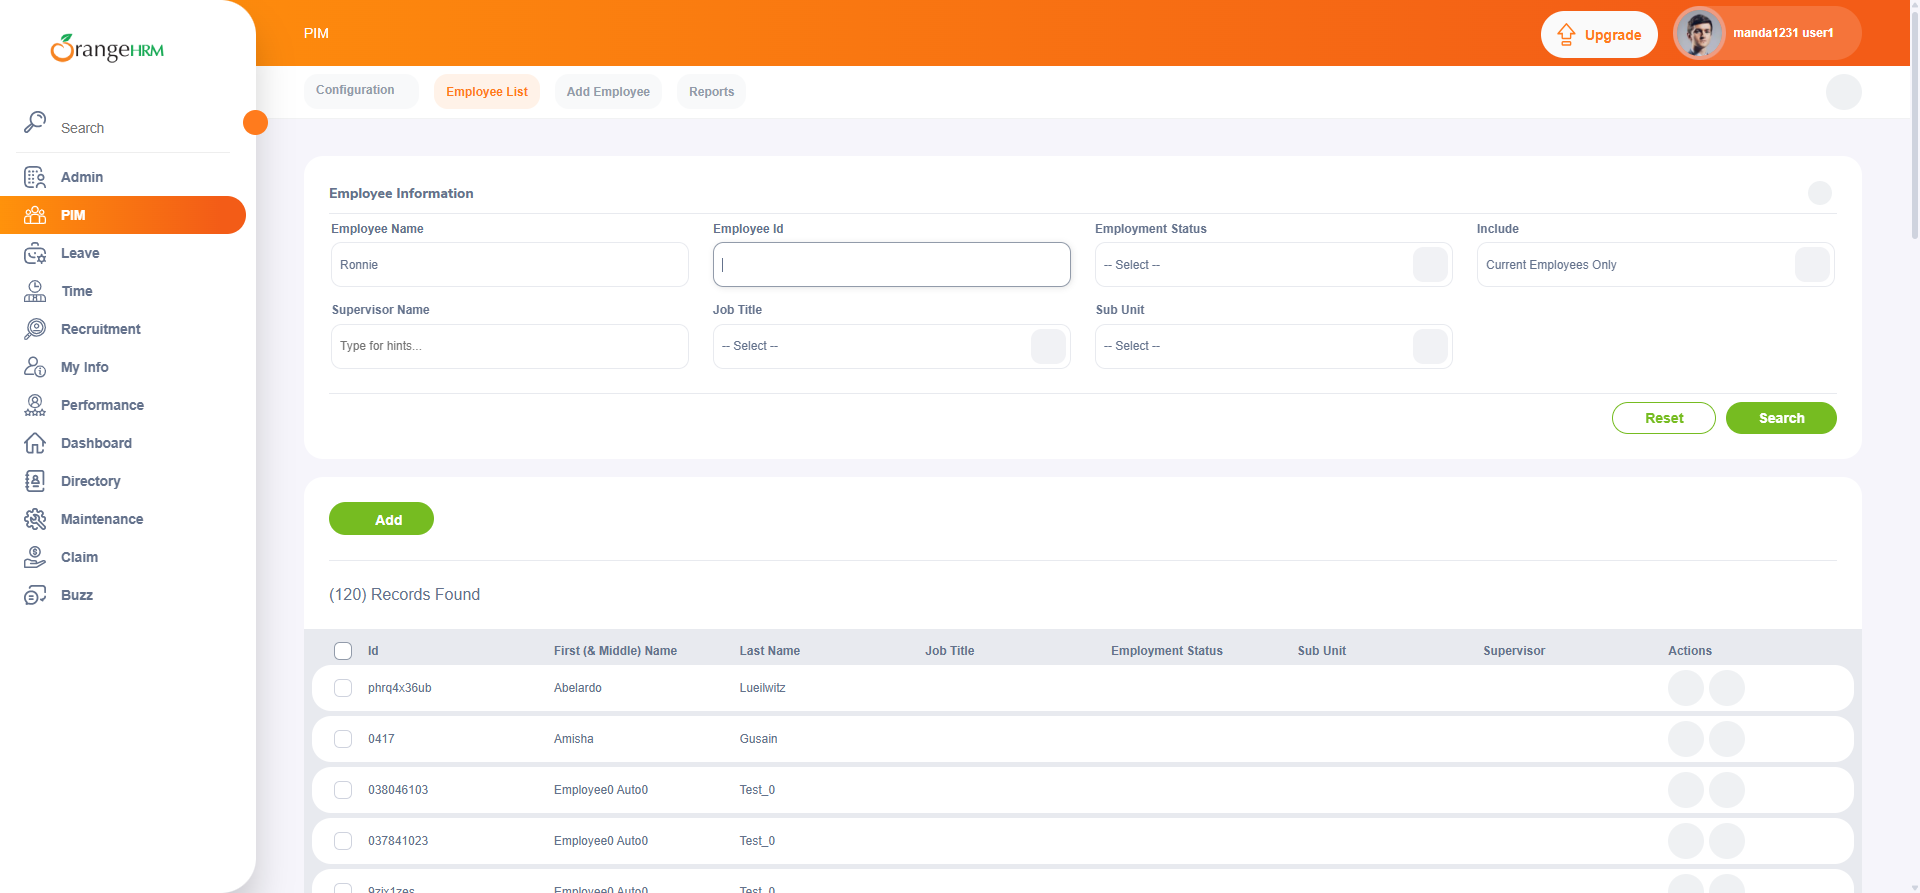 OrangeHRM
PIM
Upgrade
manda1231 user1
Configuration
Employee List
Add Employee
Reports
Search
Admin
PIM
Leave
Time
Recruitment
My Info
Performance
Dashboard
Directory
Maintenance
Claim
Buzz
Employee Information
Employee Name
Employee Id
Employment Status
Include
Ronnie
-- Select --
Current Employees Only
Supervisor Name
Job Title
Sub Unit
Type for hints...
-- Select --
-- Select --
Reset
Search
Add
(120) Records Found
Id First (& Middle) Name Last Name Job Title Employment Status Sub Unit Supervisor Actions
phrq4x36ub Abelardo Lueilwitz
0417 Amisha Gusain
038046103 Employee0 Auto0 Test_0
037841023 Employee0 Auto0 Test_0
9zix1zes Employee0 Auto0 Test_0